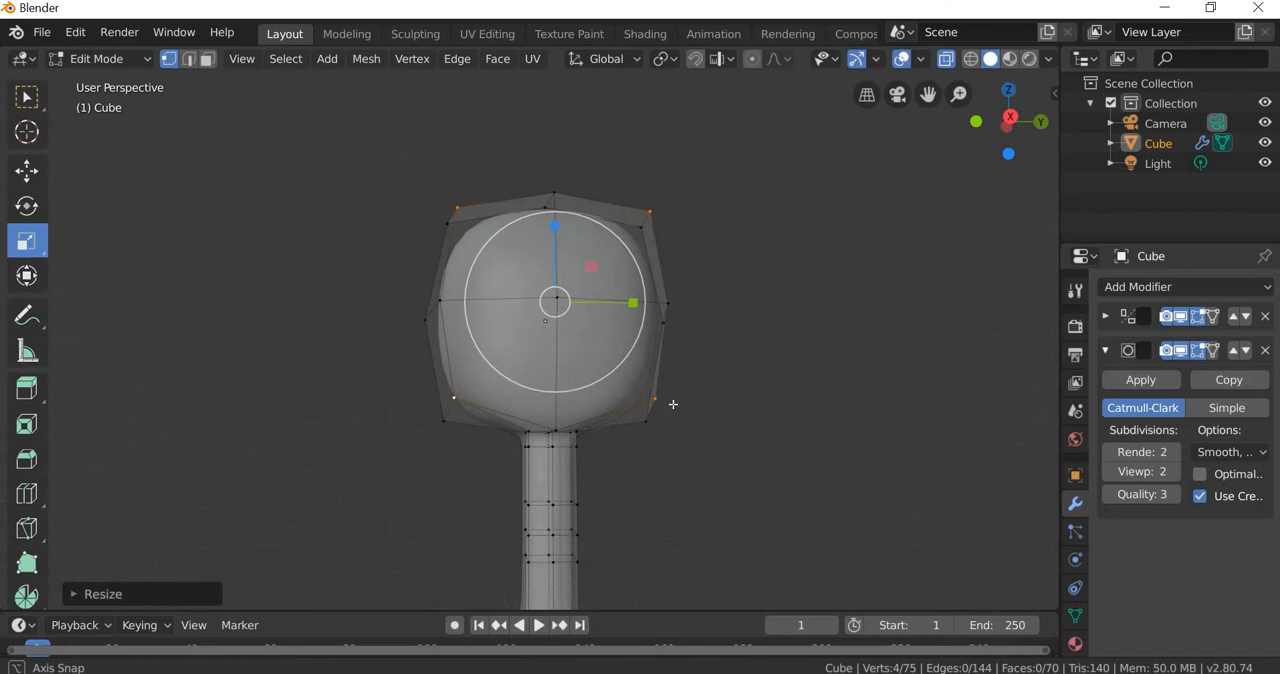 Blender
File Edit Render Window Help Layout Modeling Sculpting UV Editing Texture Paint Shading Animation Rendering Compos Scene View Layer
Edit Mode View Select Add Mesh Vertex Edge Face UV Global
User Perspective
(1) Cube
Z
X
Y
Scene Collection
Collection
Camera
Cube
Light
Cube
Add Modifier
Apply Copy
Catmull-Clark Simple
Subdivisions: Options:
Rende: 2 Smooth, ..
Viewp: 2 Optimal..
Quality: 3 Use Cre..
Resize
Playback Keying View Marker 1 Start: 1 End: 250
Axis Snap Cube | Verts:4/75 | Edges:0/144 | Faces:0/70 | Tris:140 | Mem: 50.0 MB | v2.80.74